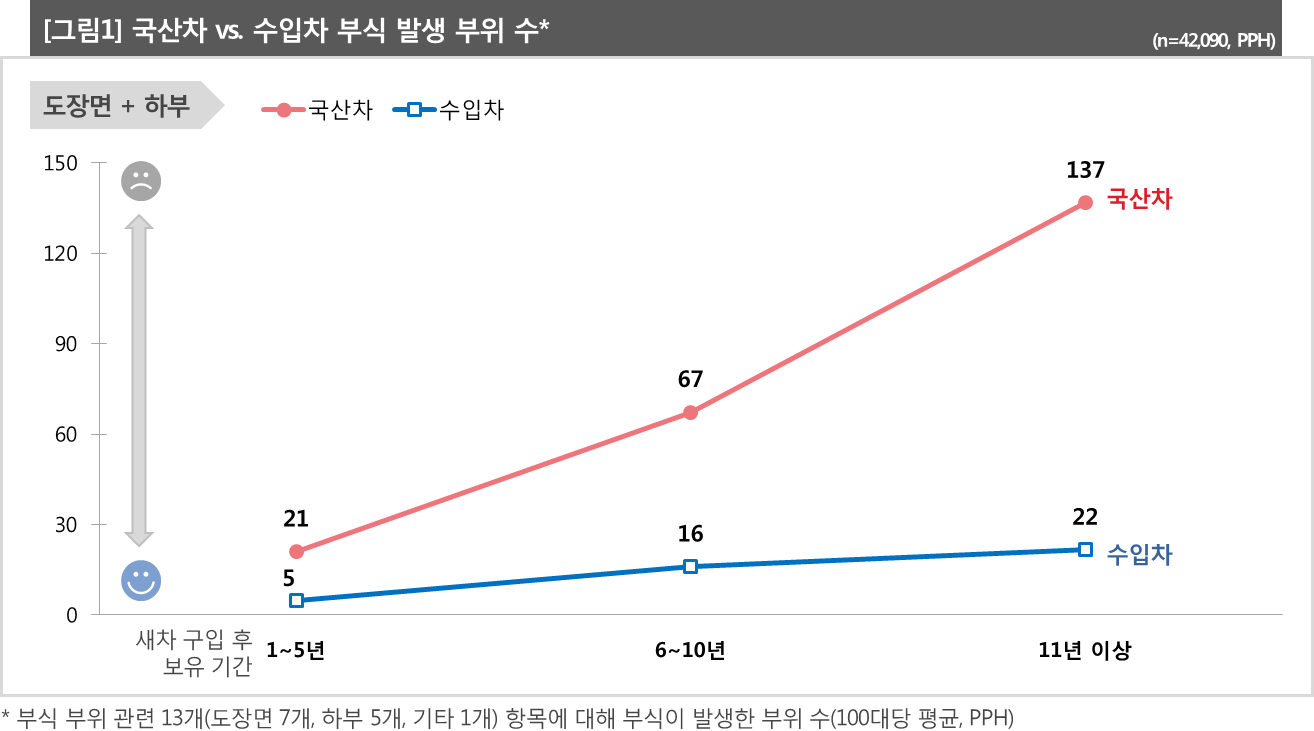 [그림1] 국산차 vs. 수입차 부식 발생 부위 수*
(n=42,090, PPH)
도장면 + 하부
국산차
수입차
150
120
90
60
30
0
137
국산차
67
21
22
수입차
16
5
새차 구입 후
보유 기간
1~5년
6~10년
11년 이상
* 부식 부위 관련 13개(도장면 7개, 하부 5개, 기타 1개) 항목에 대해 부식이 발생한 부위 수(100대당 평균, PPH)